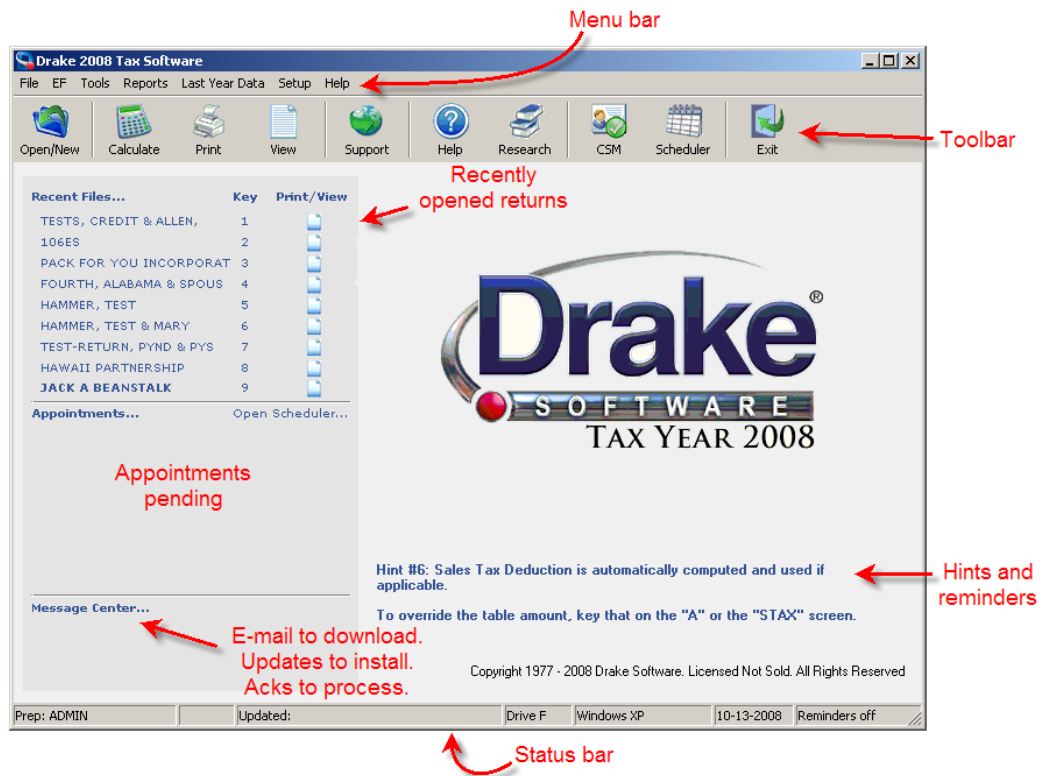 Menu bar
Drake 2008 Tax Software
File EF Tools Reports Last Year Data Setup Help
Open/New Calculate Print View Support Help Research CSM Scheduler Exit
Toolbar
Recently
opened returns
Recent Files... Key Print/View
TESTS, CREDIT & ALLEN, 1
106ES 2
PACK FOR YOU INCORPORAT 3
FOURTH, ALABAMA & SPOUS 4
HAMMER, TEST 5
HAMMER, TEST & MARY 6
TEST-RETURN, PYND & PYS 7
HAWAII PARTNERSHIP 8
JACK A BEANSTALK 9
Drake®
SOFTWARE
TAX YEAR 2008
Appointments... Open Scheduler...
Appointments
pending
Hint #6: Sales Tax Deduction is automatically computed and used if
applicable.
To override the table amount, key that on the "A" or the "STAX" screen.
Hints and
reminders
Message Center...
E-mail to download.
Updates to install.
Acks to process.
Copyright 1977 - 2008 Drake Software. Licensed Not Sold. All Rights Reserved
Prep: ADMIN Updated: Drive F Windows XP 10-13-2008 Reminders off
Status bar